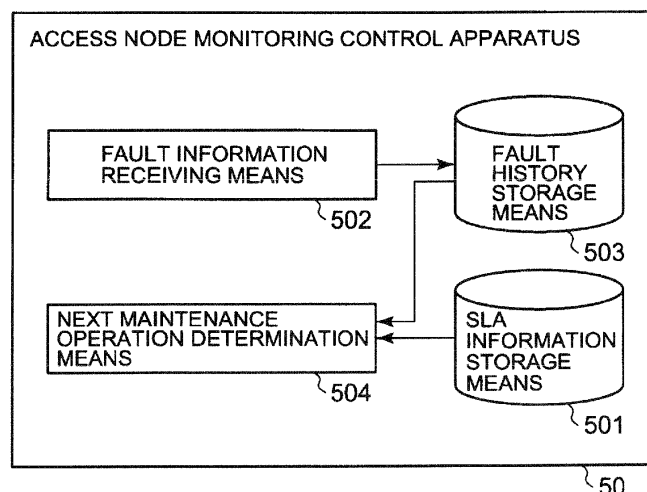 ACCESS NODE MONITORING CONTROL APPARATUS
FAULT INFORMATION
RECEIVING MEANS
502
FAULT
HISTORY
STORAGE
MEANS
503
NEXT MAINTENANCE
OPERATION DETERMINATION
MEANS
504
SLA
INFORMATION
STORAGE
MEANS
501
50